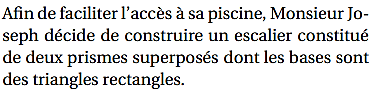 Afin de faciliter l’accès à sa piscine, Monsieur Jo-
seph décide de construire un escalier constitué
de deux prismes superposés dont les bases sont
des triangles rectangles.